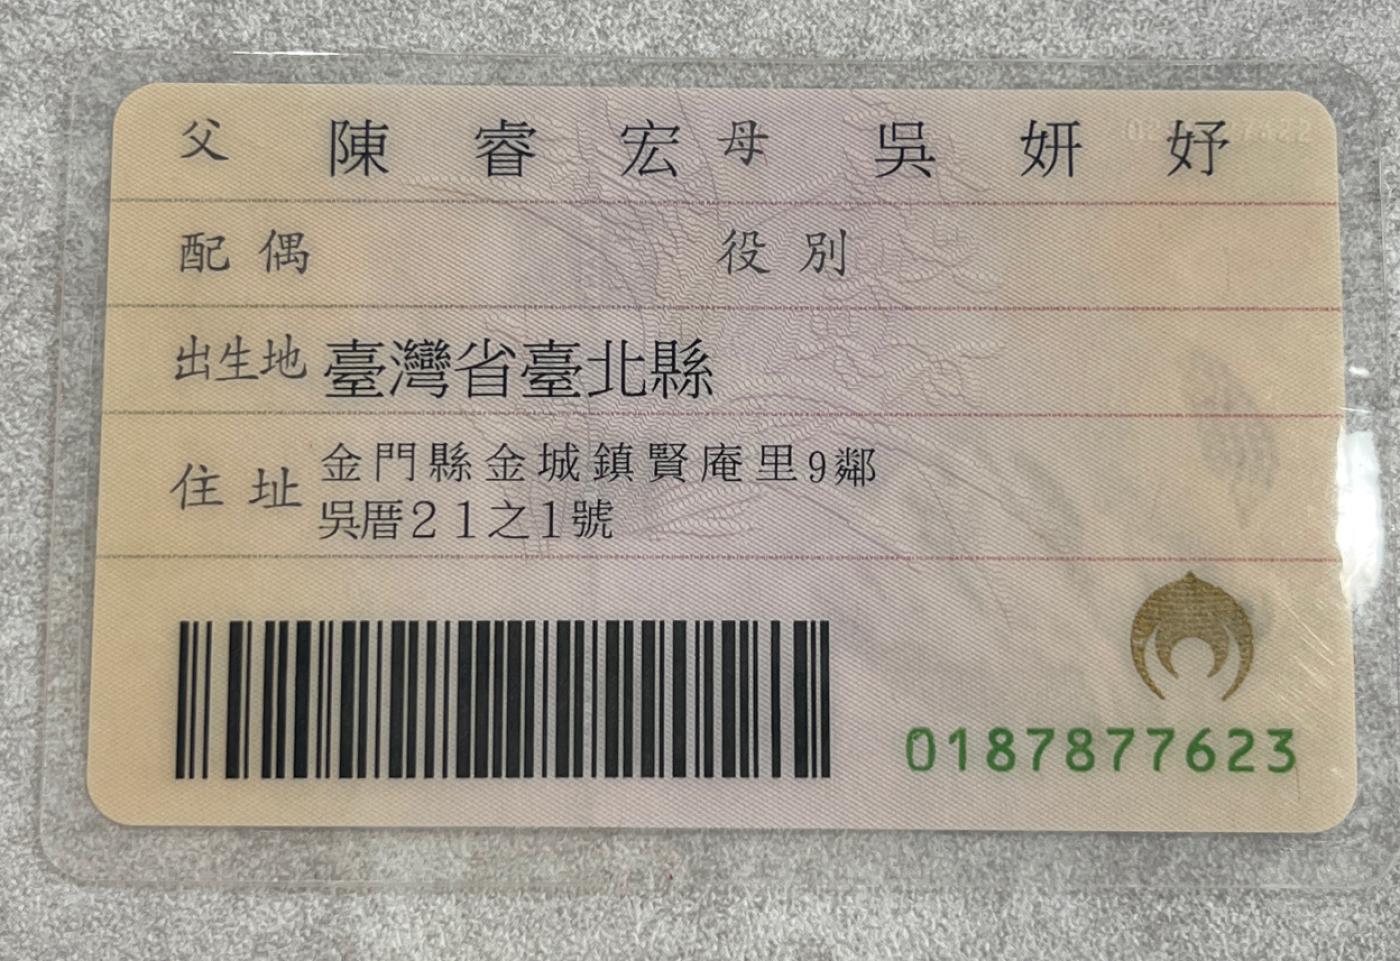 父 陳睿宏 母 吳妍妤
配偶 役別
出生地 臺灣省臺北縣
住址 金門縣金城鎮賢庵里9鄰
吳厝21之1號
0187877623